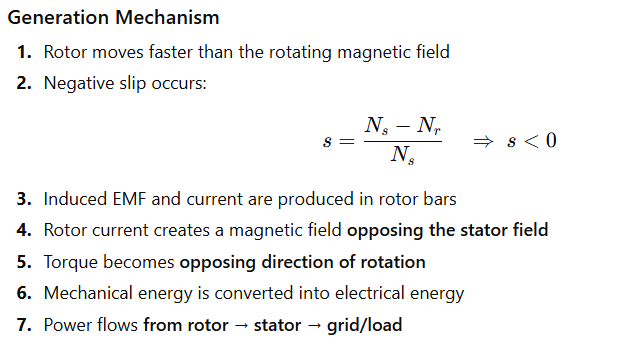 Generation Mechanism
1. Rotor moves faster than the rotating magnetic field
2. Negative slip occurs:
s = \frac{N_s - N_r}{N_s} ⇒ s < 0
3. Induced EMF and current are produced in rotor bars
4. Rotor current creates a magnetic field opposing the stator field
5. Torque becomes opposing direction of rotation
6. Mechanical energy is converted into electrical energy
7. Power flows from rotor → stator → grid/load